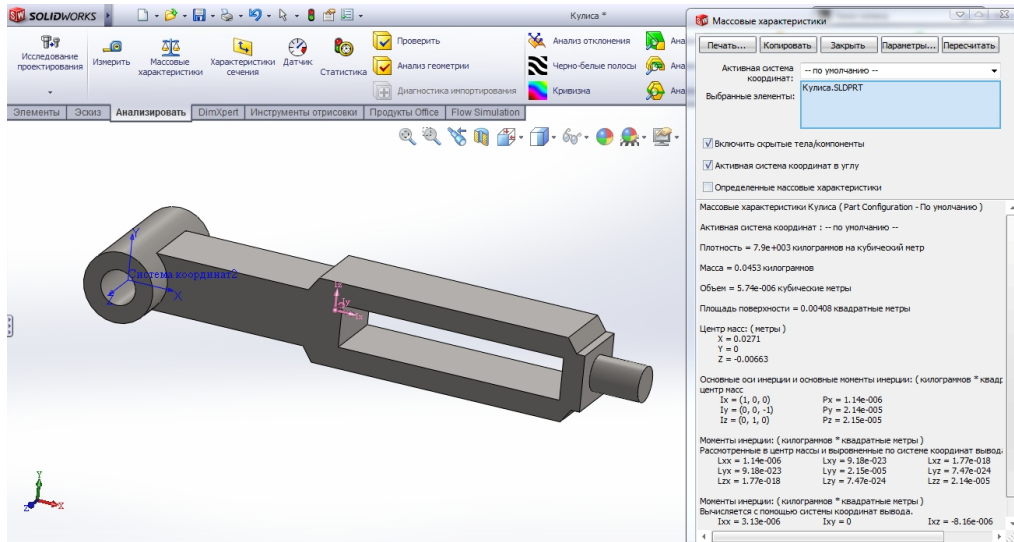 SOLIDWORKS
Кулиса *
Исследование проектирования
Измерить
Массовые характеристики
Характеристики сечения
Датчик
Статистика
Проверить
Анализ геометрии
Диагностика импортирования
Анализ отклонения
Черно-белые полосы
Кривизна
Ана
Ана
Ана
Элементы Эскиз Анализировать DimXpert Инструменты отрисовки Продукты Office Flow Simulation
Y
Система координат2
Z
X
Iz
Iy
Ix
Y
Z
X
Массовые характеристики
Печать... Копировать Закрыть Параметры... Пересчитать
Активная система координат: -- по умолчанию --
Выбранные элементы: Кулиса.SLDPRT
Включить скрытые тела/компоненты
Активная система координат в углу
Определенные массовые характеристики
Массовые характеристики Кулиса ( Part Configuration - По умолчанию )
Активная система координат : -- по умолчанию --
Плотность = 7.9e+003 килограммов на кубический метр
Масса = 0.0453 килограммов
Объем = 5.74e-006 кубические метры
Площадь поверхности = 0.00408 квадратные метры
Центр масс: ( метры )
X = 0.0271
Y = 0
Z = -0.00663
Основные оси инерции и основные моменты инерции: ( килограммов * квадр
центр масс
Ix = (1, 0, 0) Px = 1.14e-006
Iy = (0, 0, -1) Py = 2.14e-005
Iz = (0, 1, 0) Pz = 2.15e-005
Моменты инерции: ( килограммов * квадратные метры )
Рассмотренные в центр массы и выровненные по системе координат вывода.
Lxx = 1.14e-006 Lxy = 9.18e-023 Lxz = 1.77e-018
Lyx = 9.18e-023 Lyy = 2.15e-005 Lyz = 7.47e-024
Lzx = 1.77e-018 Lzy = 7.47e-024 Lzz = 2.14e-005
Моменты инерции: ( килограммов * квадратные метры )
Вычисляется с помощью системы координат вывода.
Ixx = 3.13e-006 Ixy = 0 Ixz = -8.16e-006